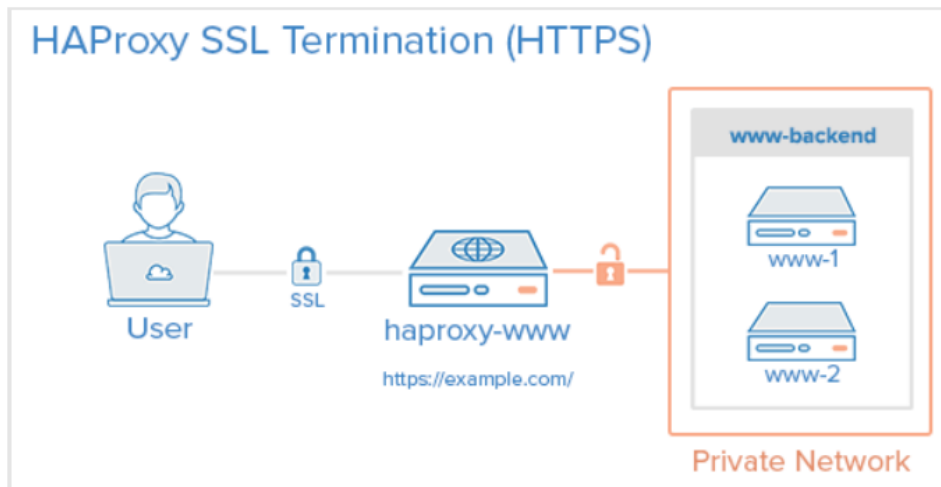 HAProxy SSL Termination (HTTPS)
www-backend
www-1
SSL
User
haproxy-www
https://example.com/
www-2
Private Network